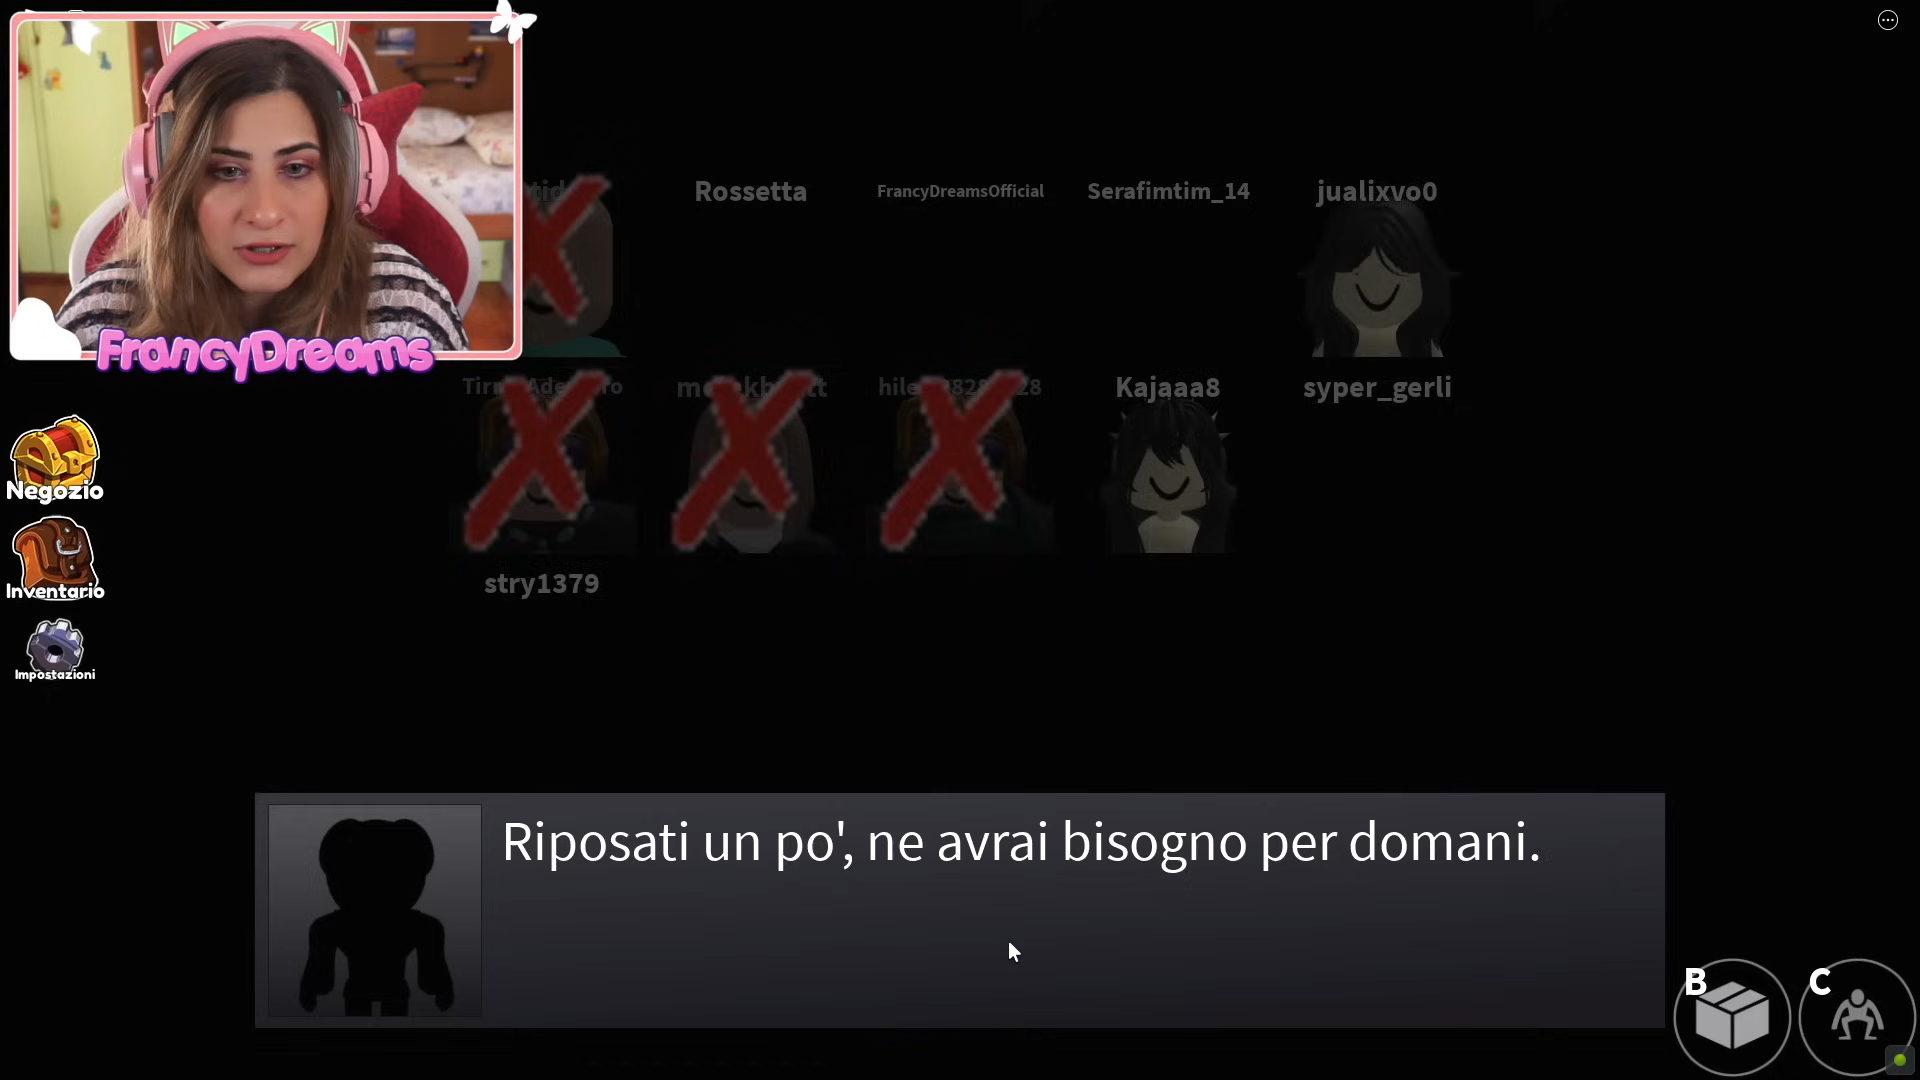 Rossetta
FrancyDreamsOfficial
Serafimtim_14
jualixvo0
FrancyDreams
Kajaaa8
syper_gerli
Negozio
Inventario
stry1379
Impostazioni
Riposati un po', ne avrai bisogno per domani.
B
C